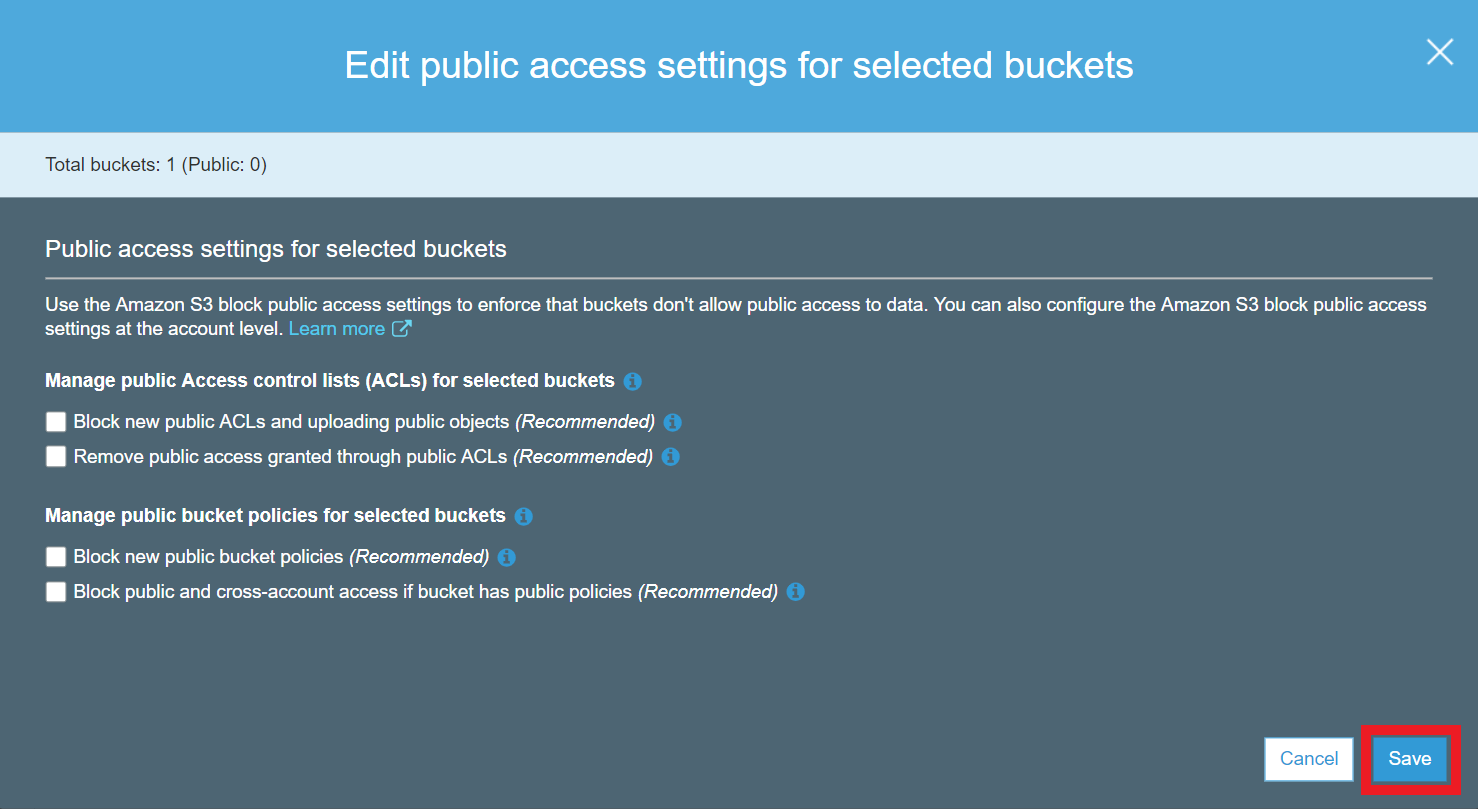 Edit public access settings for selected buckets
Total buckets: 1 (Public: 0)
Public access settings for selected buckets
Use the Amazon S3 block public access settings to enforce that buckets don't allow public access to data. You can also configure the Amazon S3 block public access
settings at the account level. Learn more
Manage public Access control lists (ACLs) for selected buckets
Block new public ACLs and uploading public objects (Recommended)
Remove public access granted through public ACLs (Recommended)
Manage public bucket policies for selected buckets
Block new public bucket policies (Recommended)
Block public and cross-account access if bucket has public policies (Recommended)
Cancel Save